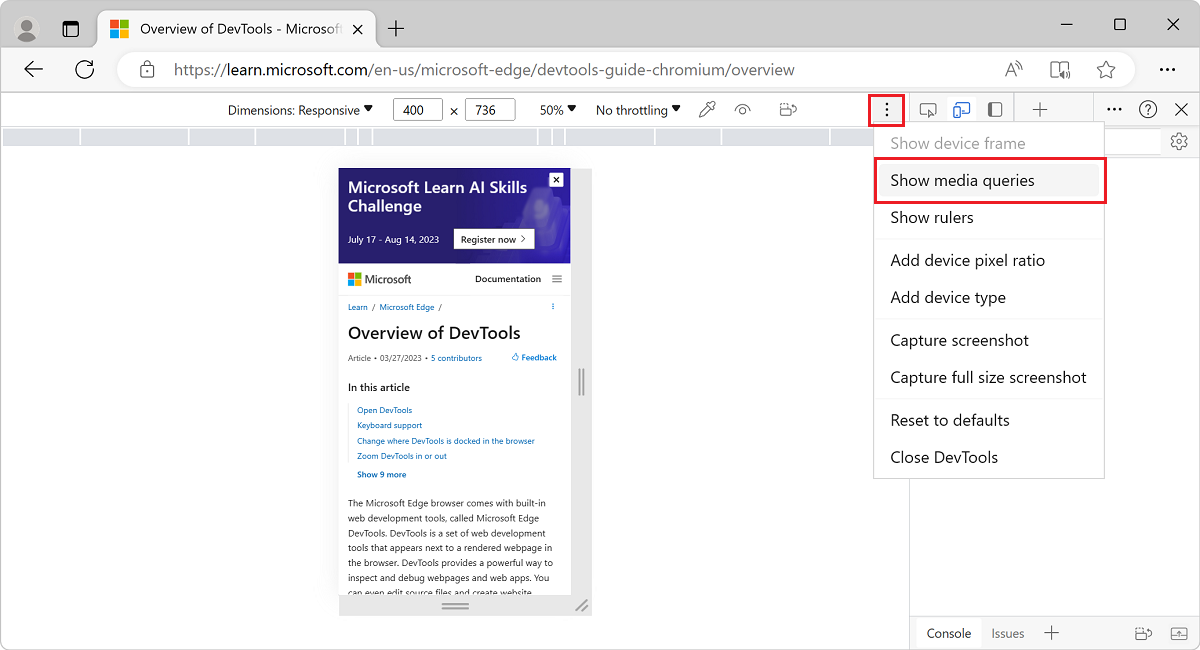 Overview of DevTools - Microsof
https://learn.microsoft.com/en-us/microsoft-edge/devtools-guide-chromium/overview
Dimensions: Responsive 400 × 736 50% No throttling
Show device frame
Show media queries
Show rulers
Add device pixel ratio
Add device type
Capture screenshot
Capture full size screenshot
Reset to defaults
Close DevTools
Microsoft Learn AI Skills
Challenge
July 17 - Aug 14, 2023 Register now
Microsoft Documentation
Learn / Microsoft Edge /
Overview of DevTools
Article • 03/27/2023 • 5 contributors Feedback
In this article
Open DevTools
Keyboard support
Change where DevTools is docked in the browser
Zoom DevTools in or out
Show 9 more
The Microsoft Edge browser comes with built-in
web development tools, called Microsoft Edge
DevTools. DevTools is a set of web development
tools that appears next to a rendered webpage in
the browser. DevTools provides a powerful way to
inspect and debug webpages and web apps. You
can even edit source files and create website
Console Issues